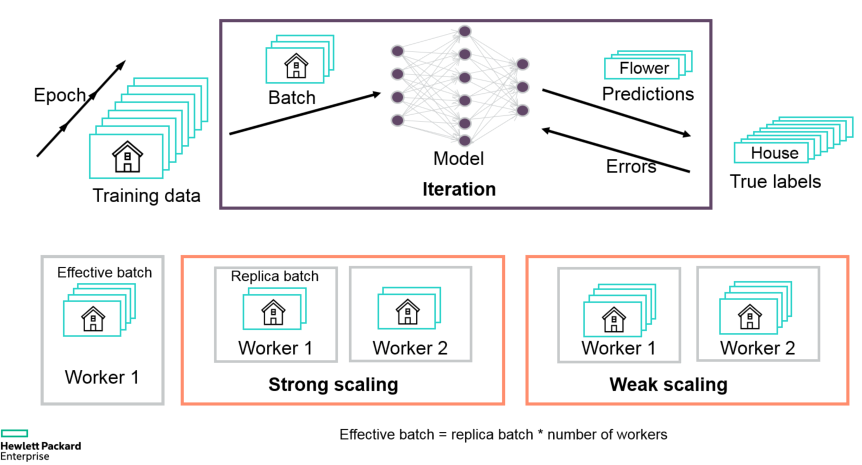 Epoch
Training data
Batch
Model
Iteration
Flower
Predictions
Errors
House
True labels
Effective batch
Worker 1
Replica batch
Worker 1
Worker 2
Strong scaling
Worker 1
Worker 2
Weak scaling
Effective batch = replica batch * number of workers
Hewlett Packard
Enterprise